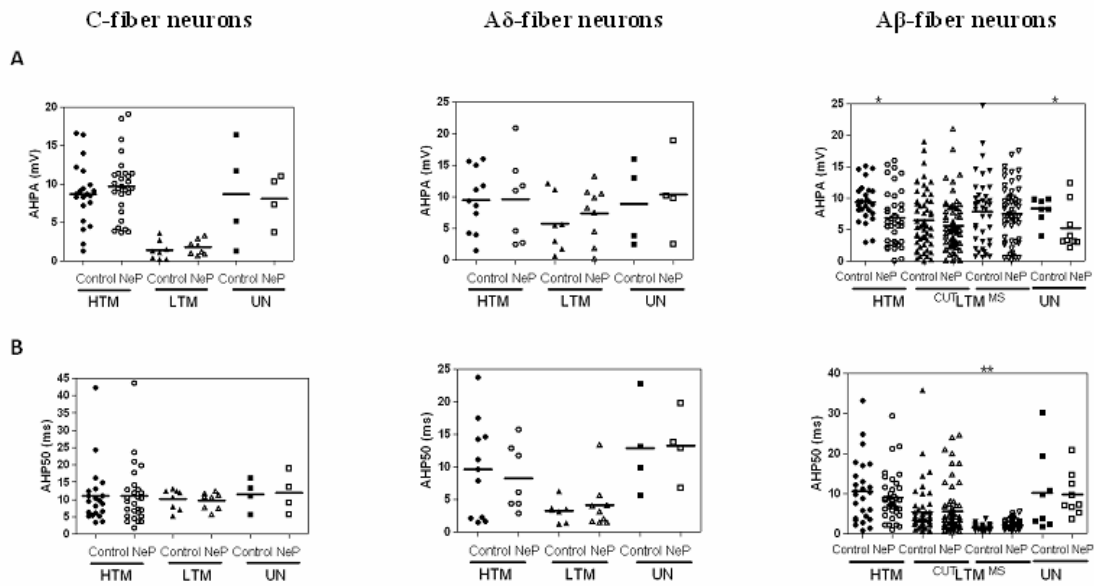 C-fiber neurons Aδ-fiber neurons Aβ-fiber neurons
A
AHPA (mV)
20
15
10
5
0
Control NeP Control NeP Control NeP
HTM LTM UN
AHPA (mV)
25
20
15
10
5
0
Control NeP Control NeP Control NeP
HTM LTM UN
AHPA (mV)
25
20
15
10
5
0
* *
Control NeP Control NeP Control NeP Control NeP
HTM CUT LTM MS UN
B
AHP50 (ms)
45
40
35
30
25
20
15
10
5
0
Control NeP Control NeP Control NeP
HTM LTM UN
AHP50 (ms)
25
20
15
10
5
0
Control NeP Control NeP Control NeP
HTM LTM UN
AHP50 (ms)
40
30
20
10
0
**
Control NeP Control NeP Control NeP Control NeP
HTM CUT LTM MS UN